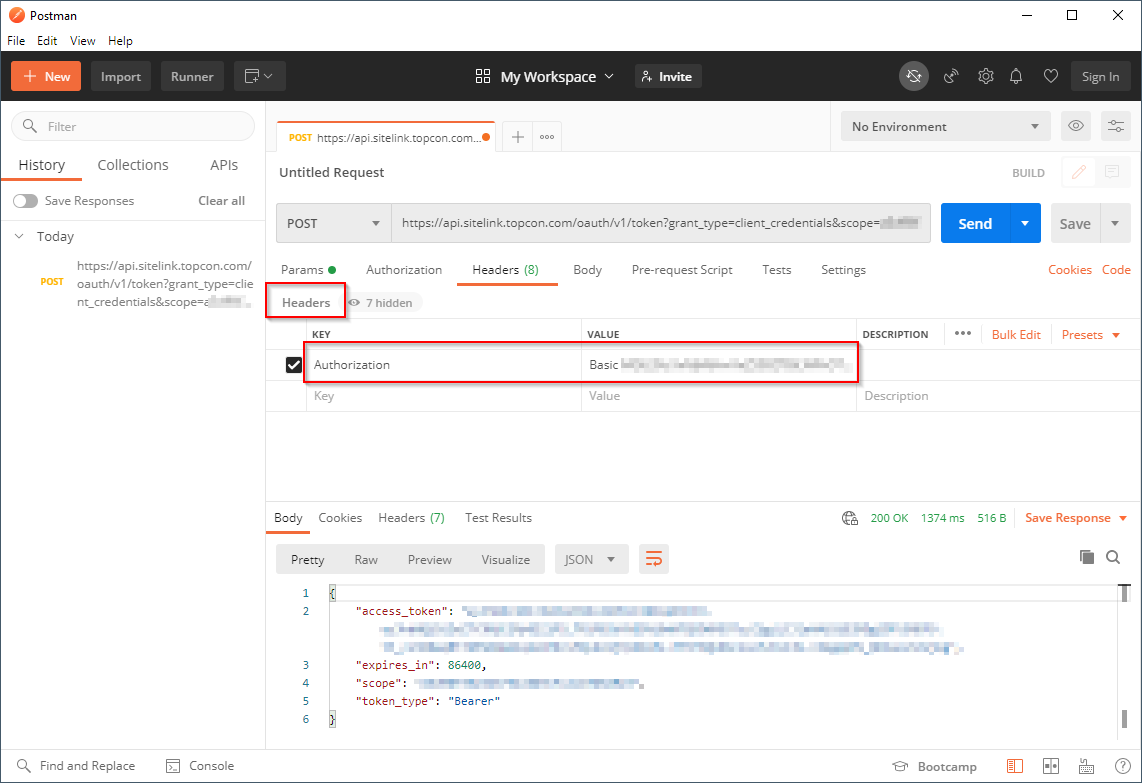 Postman
File Edit View Help
New Import Runner My Workspace Invite Sign In
Filter
History Collections APIs
Save Responses Clear all
Today
POST https://api.sitelink.topcon.com/
oauth/v1/token?grant_type=clie
nt_credentials&scope=
POST https://api.sitelink.topcon.com...
No Environment
Untitled Request BUILD
POST https://api.sitelink.topcon.com/oauth/v1/token?grant_type=client_credentials&scope= Send Save
Params Authorization Headers (8) Body Pre-request Script Tests Settings Cookies Code
Headers 7 hidden
KEY VALUE DESCRIPTION Bulk Edit Presets
Authorization Basic
Key Value Description
Body Cookies Headers (7) Test Results 200 OK 1374 ms 516 B Save Response
Pretty Raw Preview Visualize JSON
1 {
2 "access_token": "
3 "expires_in": 86400,
4 "scope":
5 "token_type": "Bearer"
6 }
Find and Replace Console Bootcamp